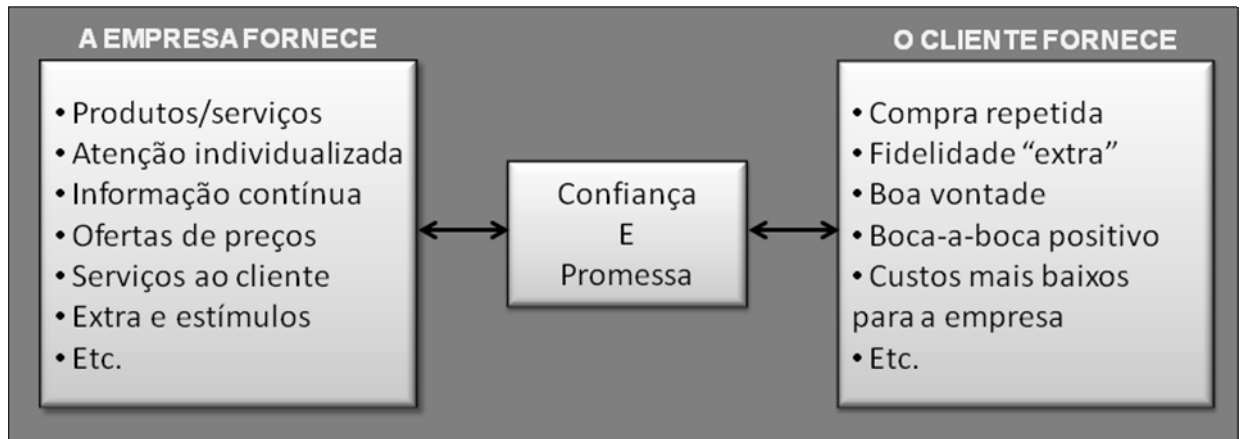 A EMPRESA FORNECE
• Produtos/serviços
• Atenção individualizada
• Informação contínua
• Ofertas de preços
• Serviços ao cliente
• Extra e estímulos
• Etc.
Confiança
E
Promessa
O CLIENTE FORNECE
• Compra repetida
• Fidelidade “extra”
• Boa vontade
• Boca-a-boca positivo
• Custos mais baixos
para a empresa
• Etc.